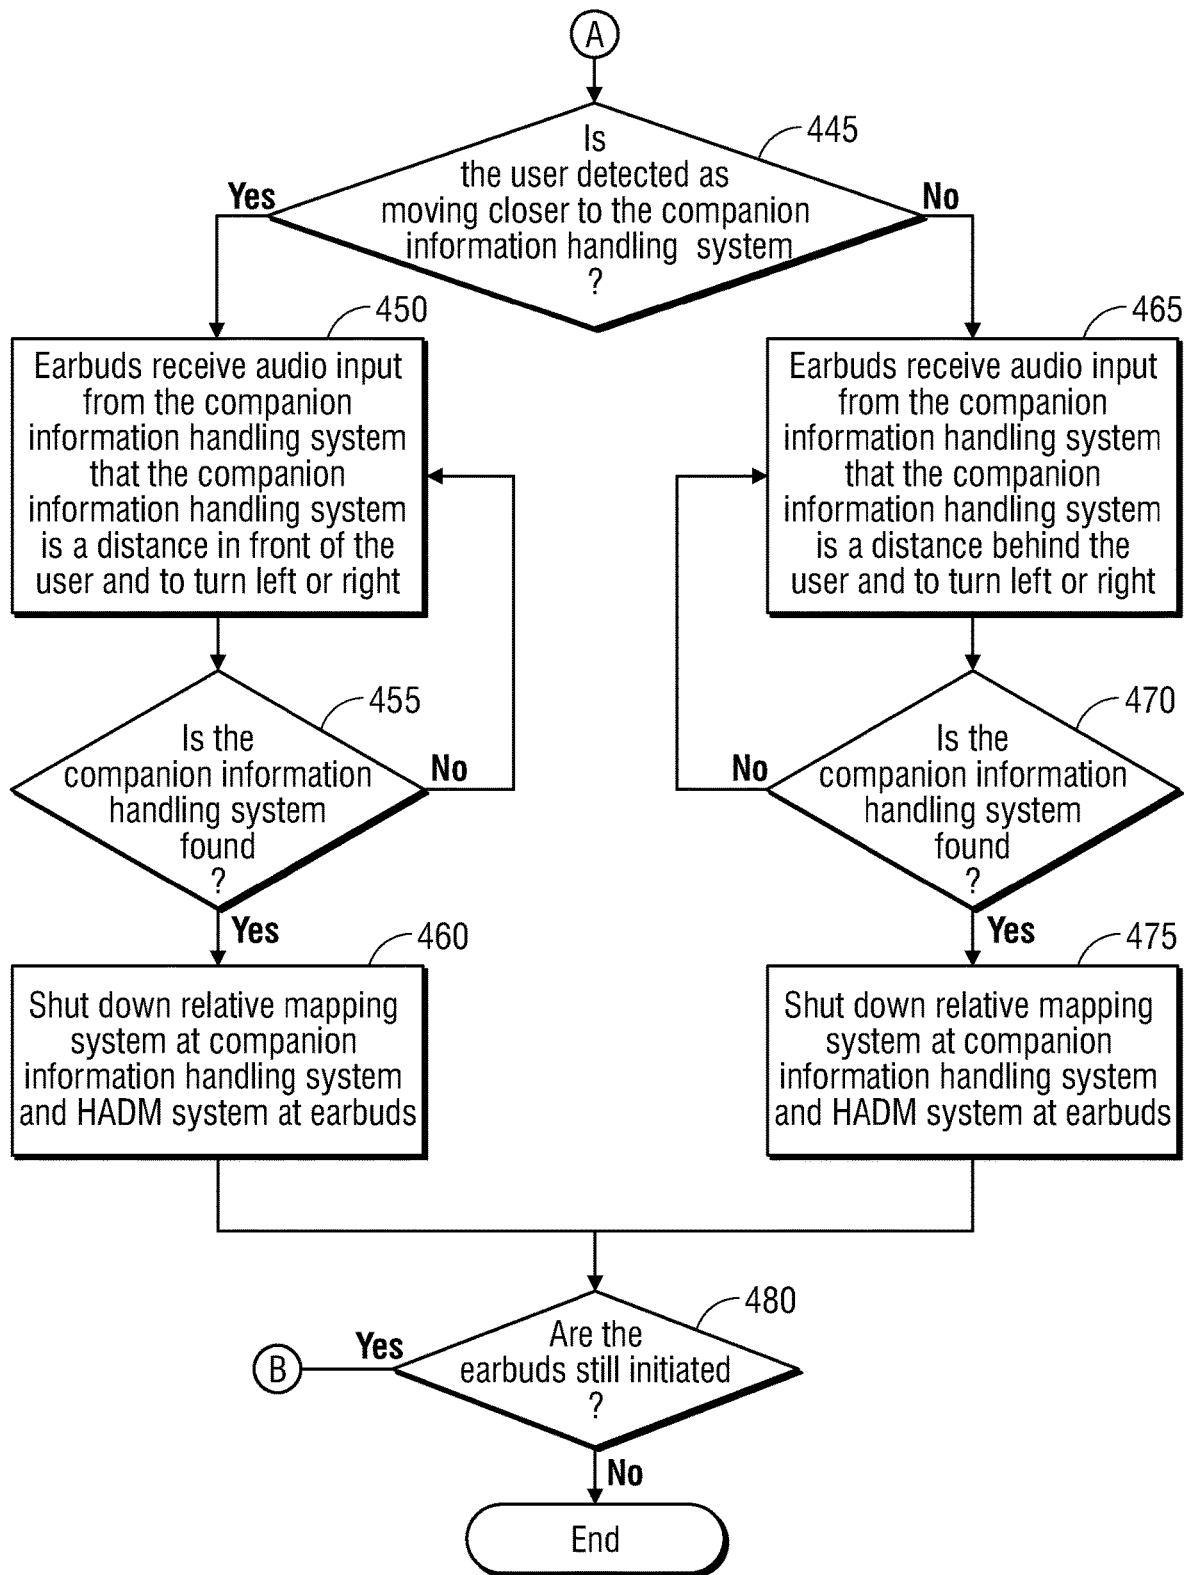 A
445
Is
the user detected as
moving closer to the companion
information handling system
?
Yes
No
450
Earbuds receive audio input
from the companion
information handling system
that the companion
information handling system
is a distance in front of the
user and to turn left or right
465
Earbuds receive audio input
from the companion
information handling system
that the companion
information handling system
is a distance behind the
user and to turn left or right
455
Is the
companion information
handling system
found
?
No
Yes
470
Is the
companion information
handling system
found
?
No
Yes
460
Shut down relative mapping
system at companion
information handling system
and HADM system at earbuds
475
Shut down relative mapping
system at companion
information handling system
and HADM system at earbuds
480
Are the
earbuds still initiated
?
Yes
B
No
End